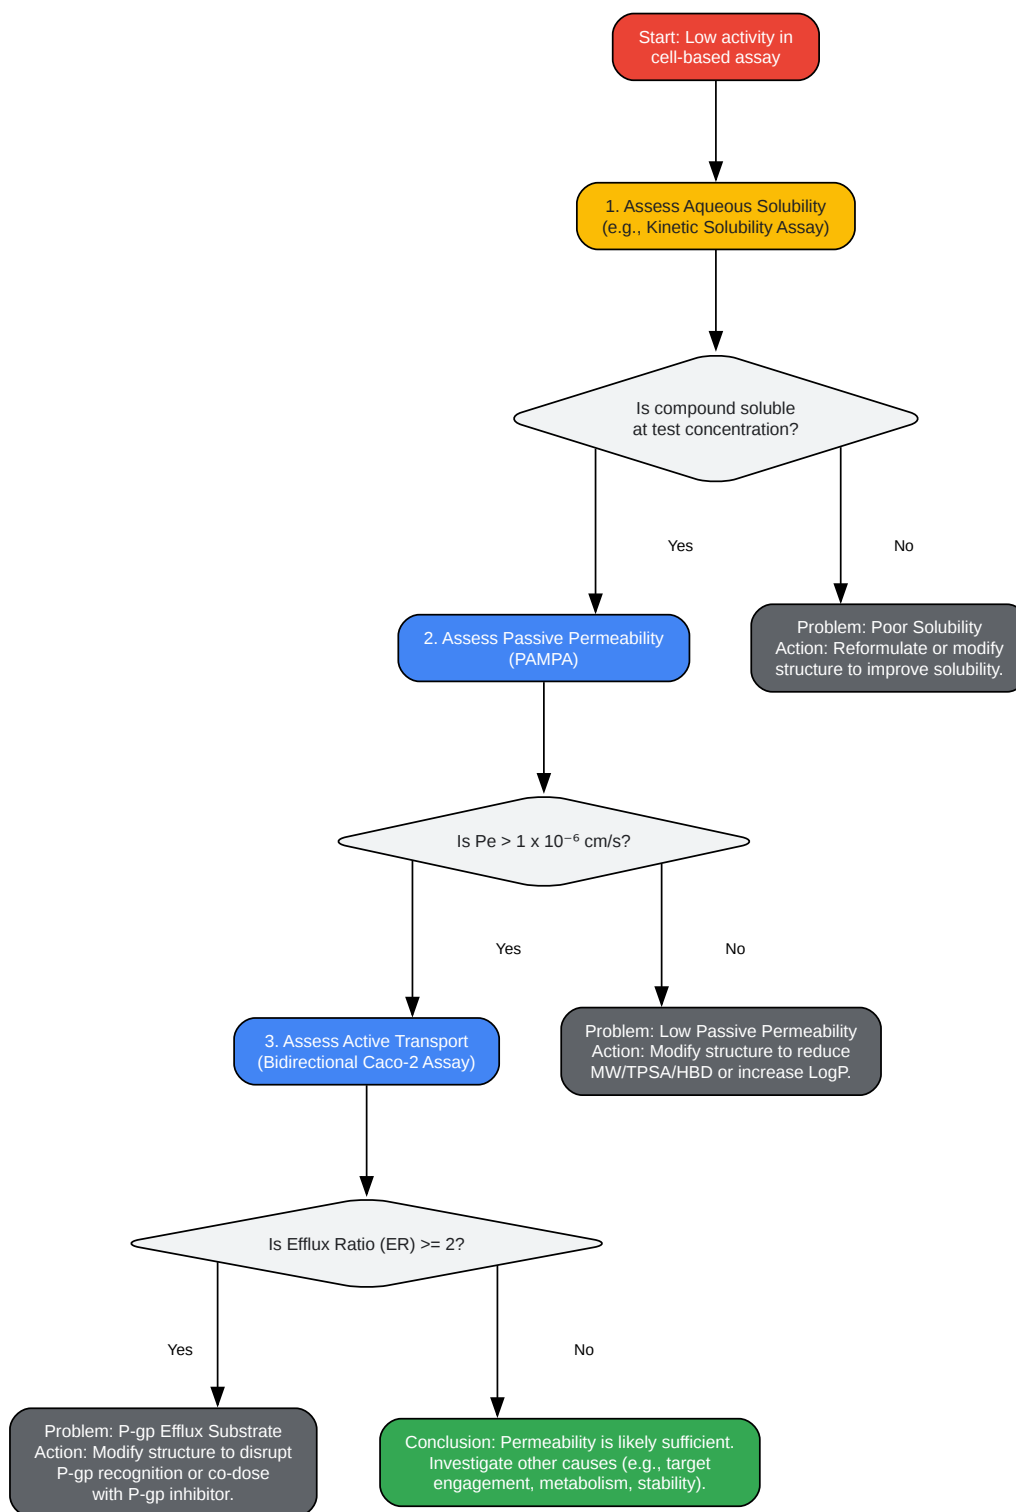 Start: Low activity in
cell-based assay
1. Assess Aqueous Solubility
(e.g., Kinetic Solubility Assay)
Is compound soluble
at test concentration?
Yes
No
2. Assess Passive Permeability
(PAMPA)
Problem: Poor Solubility
Action: Reformulate or modify
structure to improve solubility.
Is Pe > 1 x 10⁻⁶ cm/s?
Yes
No
3. Assess Active Transport
(Bidirectional Caco-2 Assay)
Problem: Low Passive Permeability
Action: Modify structure to reduce
MW/TPSA/HBD or increase LogP.
Is Efflux Ratio (ER) >= 2?
Yes
No
Problem: P-gp Efflux Substrate
Action: Modify structure to disrupt
P-gp recognition or co-dose
with P-gp inhibitor.
Conclusion: Permeability is likely sufficient.
Investigate other causes (e.g., target
engagement, metabolism, stability).